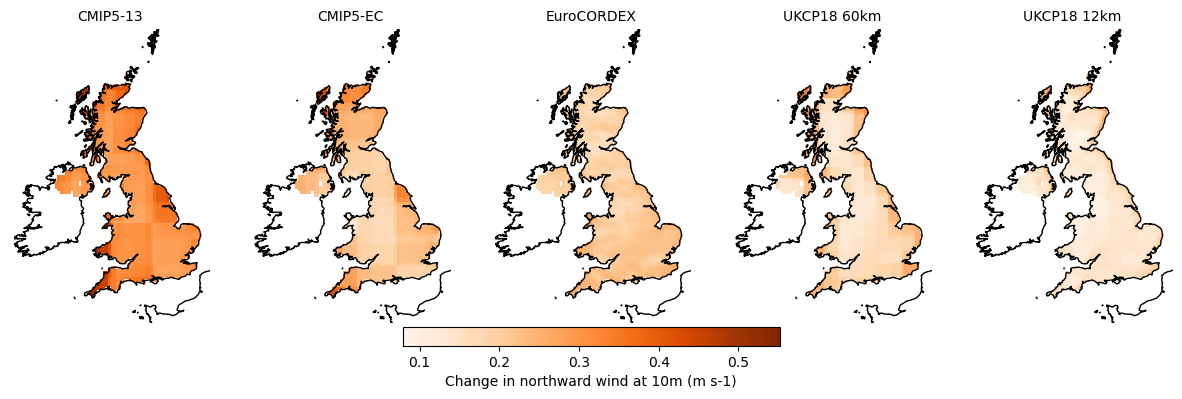 CMIP5-13
CMIP5-EC
EuroCORDEX
UKCP18 60km
UKCP18 12km
0.1
0.2
0.3
0.4
0.5
Change in northward wind at 10m (m s-1)